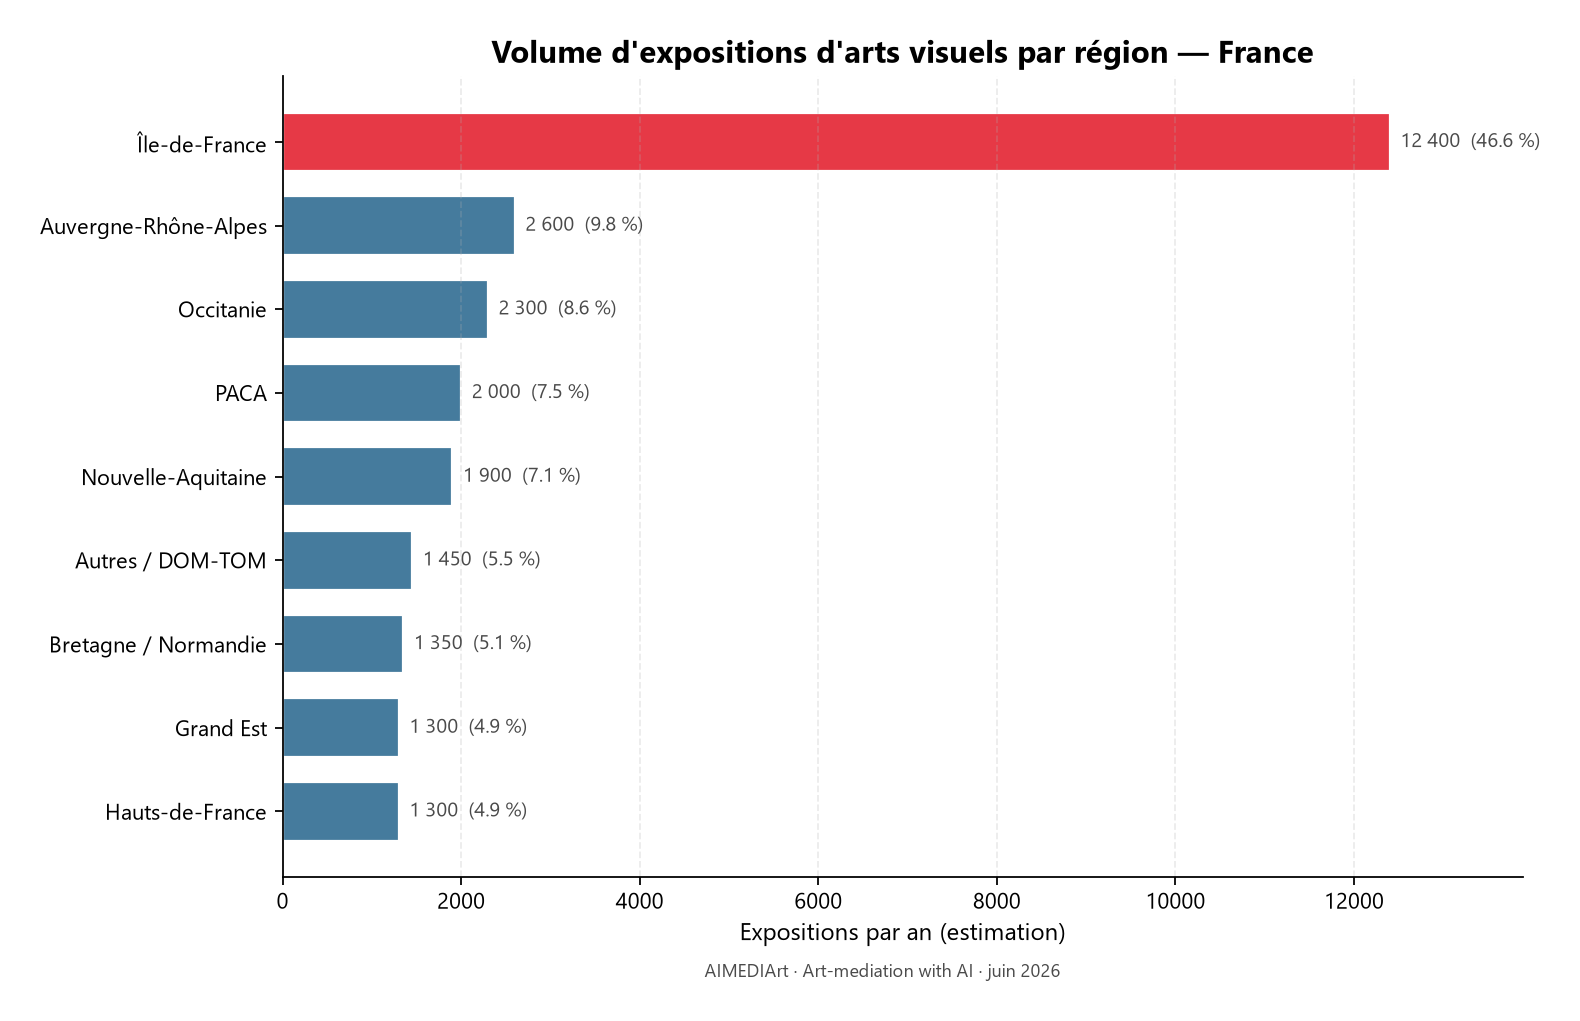 Volume d'expositions d'arts visuels par région — France
Île-de-France 12 400 (46.6 %)
Auvergne-Rhône-Alpes 2 600 (9.8 %)
Occitanie 2 300 (8.6 %)
PACA 2 000 (7.5 %)
Nouvelle-Aquitaine 1 900 (7.1 %)
Autres / DOM-TOM 1 450 (5.5 %)
Bretagne / Normandie 1 350 (5.1 %)
Grand Est 1 300 (4.9 %)
Hauts-de-France 1 300 (4.9 %)
0 2000 4000 6000 8000 10000 12000
Expositions par an (estimation)
AIMEDIArt · Art-mediation with AI · juin 2026